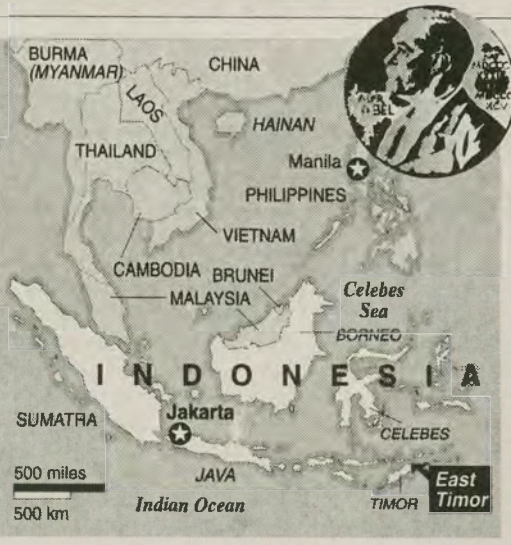 BURMA
(MYANMAR)
CHINA
LAOS
HAINAN
THAILAND
Manila
PHILIPPINES
VIETNAM
CAMBODIA
BRUNEI
MALAYSIA
Celebes
Sea
BORNEO
INDONESIA
SUMATRA
Jakarta
CELEBES
500 miles
500 km
JAVA
Indian Ocean
TIMOR
East
Timor